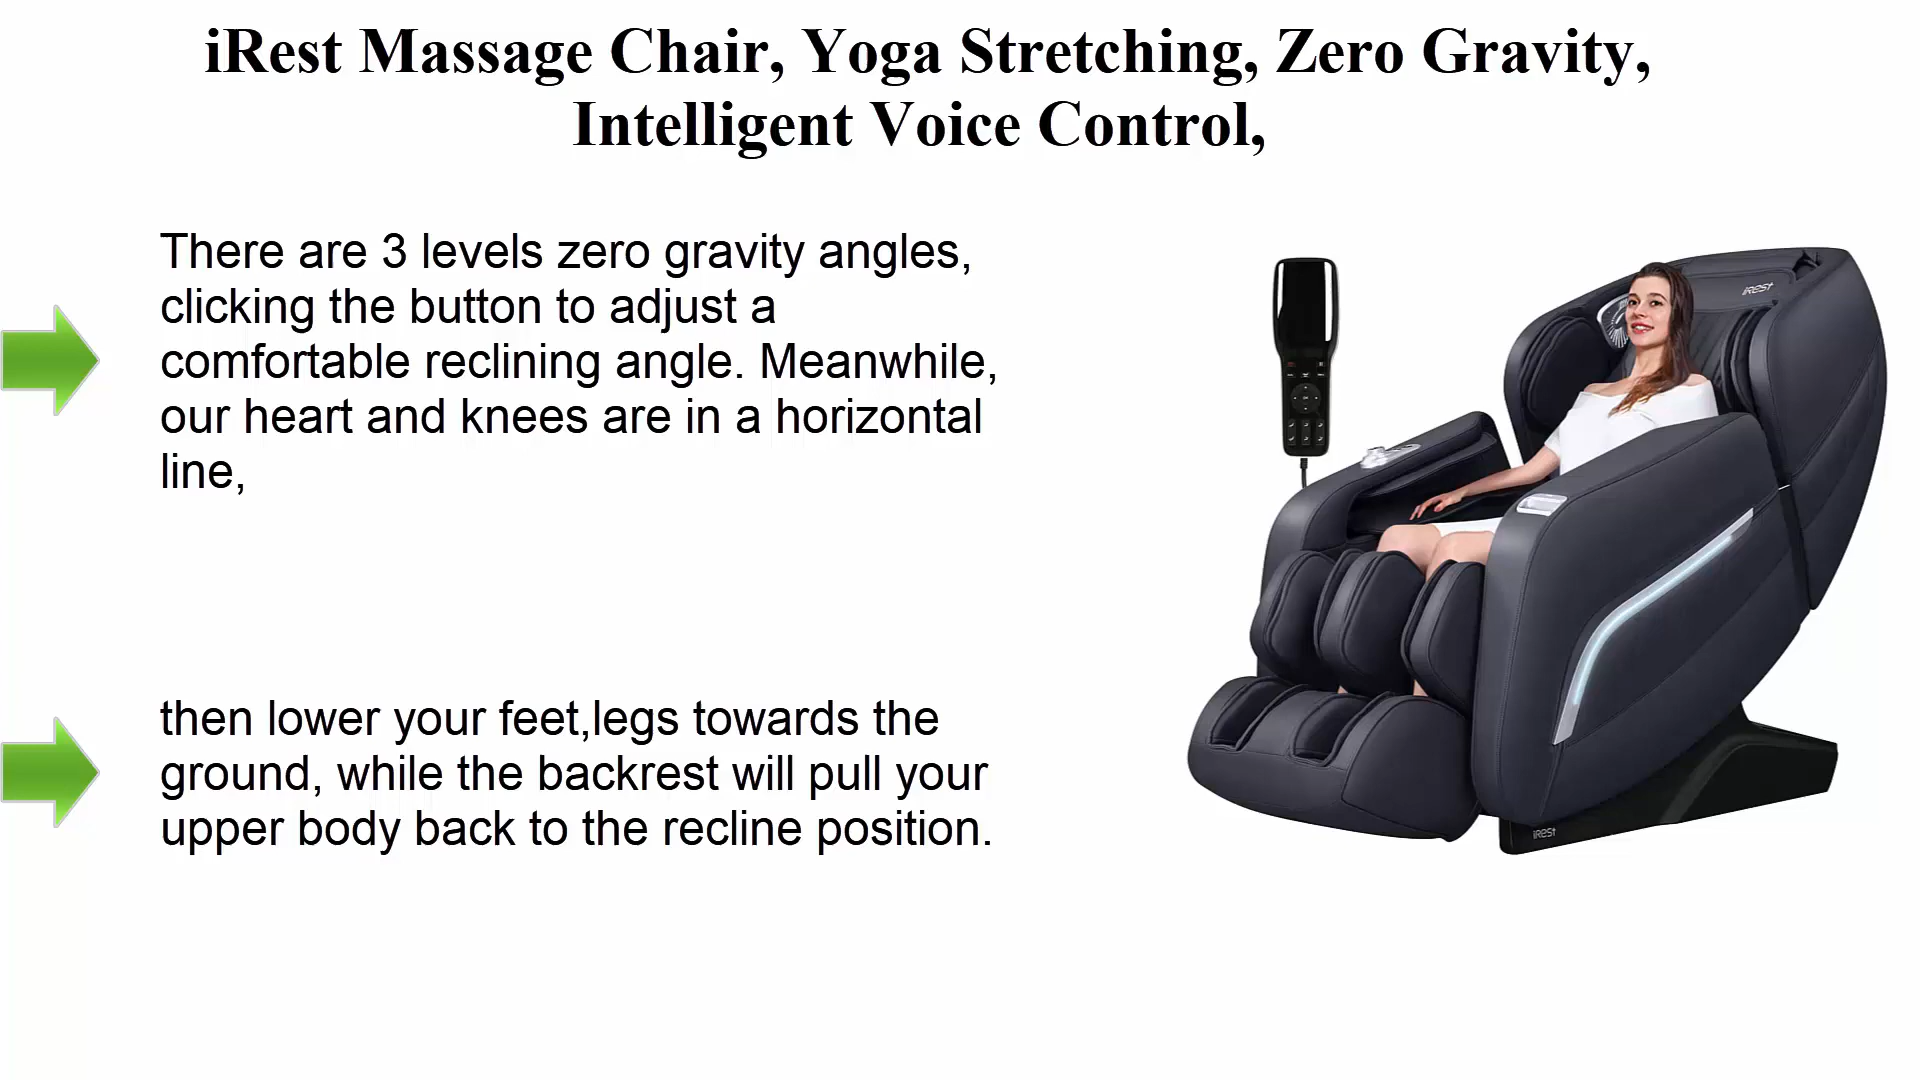 iRest Massage Chair, Yoga Stretching, Zero Gravity,
Intelligent Voice Control,
There are 3 levels zero gravity angles,
clicking the button to adjust a
comfortable reclining angle. Meanwhile,
our heart and knees are in a horizontal
line,
then lower your feet,legs towards the
ground, while the backrest will pull your
upper body back to the recline position.
iRest
iRest